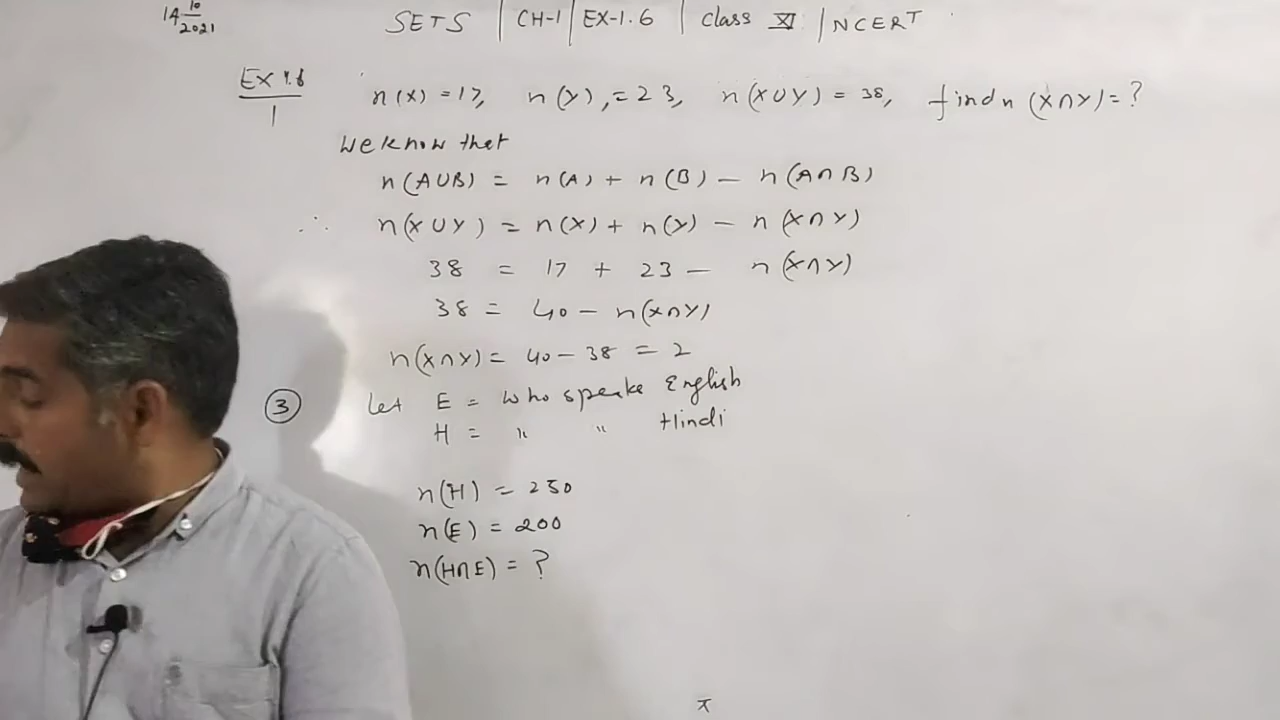 14 10/2021
SETS | CH-1 | EX-1.6 | Class XI | NCERT
EX 1.6/1 n(X) = 17, n(Y), = 23, n(X∪Y) = 38, find n (X∩Y) = ?
We know that
n(A∪B) = n(A) + n(B) - n(A∩B)
∴ n(X∪Y) = n(X) + n(Y) - n(X∩Y)
38 = 17 + 23 - n(X∩Y)
38 = 40 - n(X∩Y)
n(X∩Y) = 40 - 38 = 2
③ Let E = who speake English
H = " " Hindi
n(H) = 250
n(E) = 200
n(H∩E) = ?